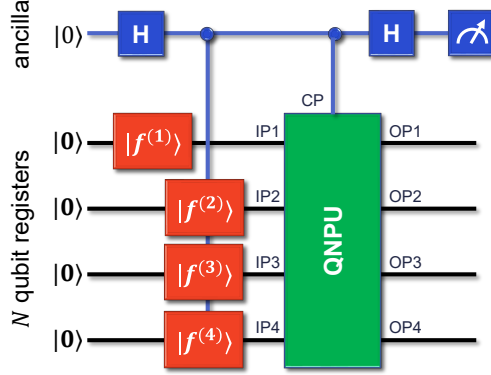 ancilla
|0⟩ H H
CP
|0⟩ |f⁽¹⁾⟩ IP1 OP1
|0⟩ |f⁽²⁾⟩ IP2 OP2
|0⟩ |f⁽³⁾⟩ IP3 OP3
|0⟩ |f⁽⁴⁾⟩ IP4 OP4
QNPU
N qubit registers